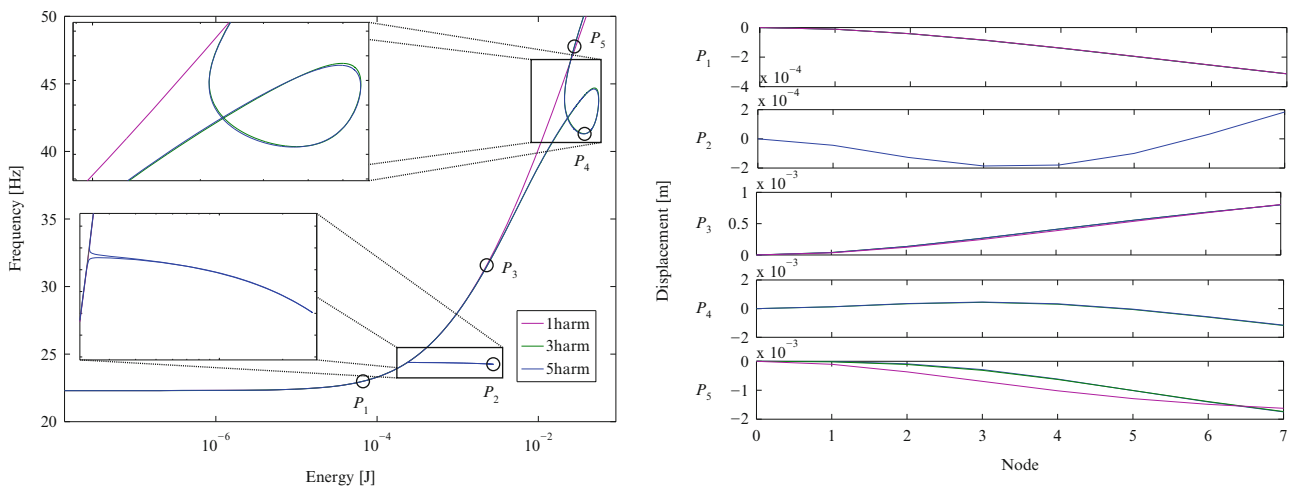 50
45
40
35
30
25
20
Frequency [Hz]
P5
P4
P3
P2
P1
1harm
3harm
5harm
10−6
10−4
10−2
Energy [J]
P1
0
−2
−4
x 10−4
P2
2
0
−2
x 10−4
P3
1
0.5
0
x 10−3
P4
2
0
−2
x 10−3
P5
0
−1
−2
x 10−3
Displacement [m]
0 1 2 3 4 5 6 7
Node